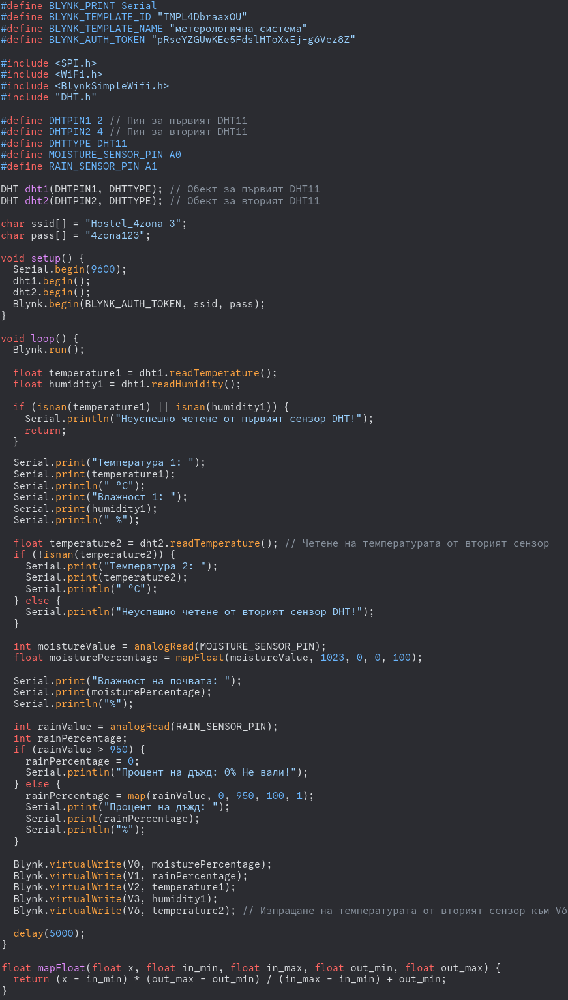 #define BLYNK_PRINT Serial
#define BLYNK_TEMPLATE_ID "TMPL4DbraaxOU"
#define BLYNK_TEMPLATE_NAME "метерологична система"
#define BLYNK_AUTH_TOKEN "pRseYZGUwKEe5FdslHToXxEj-g6Vez8Z"

#include <SPI.h>
#include <WiFi.h>
#include <BlynkSimpleWifi.h>
#include "DHT.h"

#define DHTPIN1 2 // Пин за първият DHT11
#define DHTPIN2 4 // Пин за вторият DHT11
#define DHTTYPE DHT11
#define MOISTURE_SENSOR_PIN A0
#define RAIN_SENSOR_PIN A1

DHT dht1(DHTPIN1, DHTTYPE); // Обект за първият DHT11
DHT dht2(DHTPIN2, DHTTYPE); // Обект за вторият DHT11

char ssid[] = "Hostel_4zona 3";
char pass[] = "4zona123";

void setup() {
  Serial.begin(9600);
  dht1.begin();
  dht2.begin();
  Blynk.begin(BLYNK_AUTH_TOKEN, ssid, pass);
}

void loop() {
  Blynk.run();

  float temperature1 = dht1.readTemperature();
  float humidity1 = dht1.readHumidity();

  if (isnan(temperature1) || isnan(humidity1)) {
    Serial.println("Неуспешно четене от първият сензор DHT!");
    return;
  }

  Serial.print("Температура 1: ");
  Serial.print(temperature1);
  Serial.println(" ºC");
  Serial.print("Влажност 1: ");
  Serial.print(humidity1);
  Serial.println(" %");

  float temperature2 = dht2.readTemperature(); // Четене на температурата от вторият сензор
  if (!isnan(temperature2)) {
    Serial.print("Температура 2: ");
    Serial.print(temperature2);
    Serial.println(" ºC");
  } else {
    Serial.println("Неуспешно четене от вторият сензор DHT!");
  }

  int moistureValue = analogRead(MOISTURE_SENSOR_PIN);
  float moisturePercentage = mapFloat(moistureValue, 1023, 0, 0, 100);

  Serial.print("Влажност на почвата: ");
  Serial.print(moisturePercentage);
  Serial.println("%");

  int rainValue = analogRead(RAIN_SENSOR_PIN);
  int rainPercentage;
  if (rainValue > 950) {
    rainPercentage = 0;
    Serial.println("Процент на дъжд: 0% Не вали!");
  } else {
    rainPercentage = map(rainValue, 0, 950, 100, 1);
    Serial.print("Процент на дъжд: ");
    Serial.print(rainPercentage);
    Serial.println("%");
  }

  Blynk.virtualWrite(V0, moisturePercentage);
  Blynk.virtualWrite(V1, rainPercentage);
  Blynk.virtualWrite(V2, temperature1);
  Blynk.virtualWrite(V3, humidity1);
  Blynk.virtualWrite(V6, temperature2); // Изпращане на температурата от вторият сензор към V6

  delay(5000);
}

float mapFloat(float x, float in_min, float in_max, float out_min, float out_max) {
  return (x - in_min) * (out_max - out_min) / (in_max - in_min) + out_min;
}